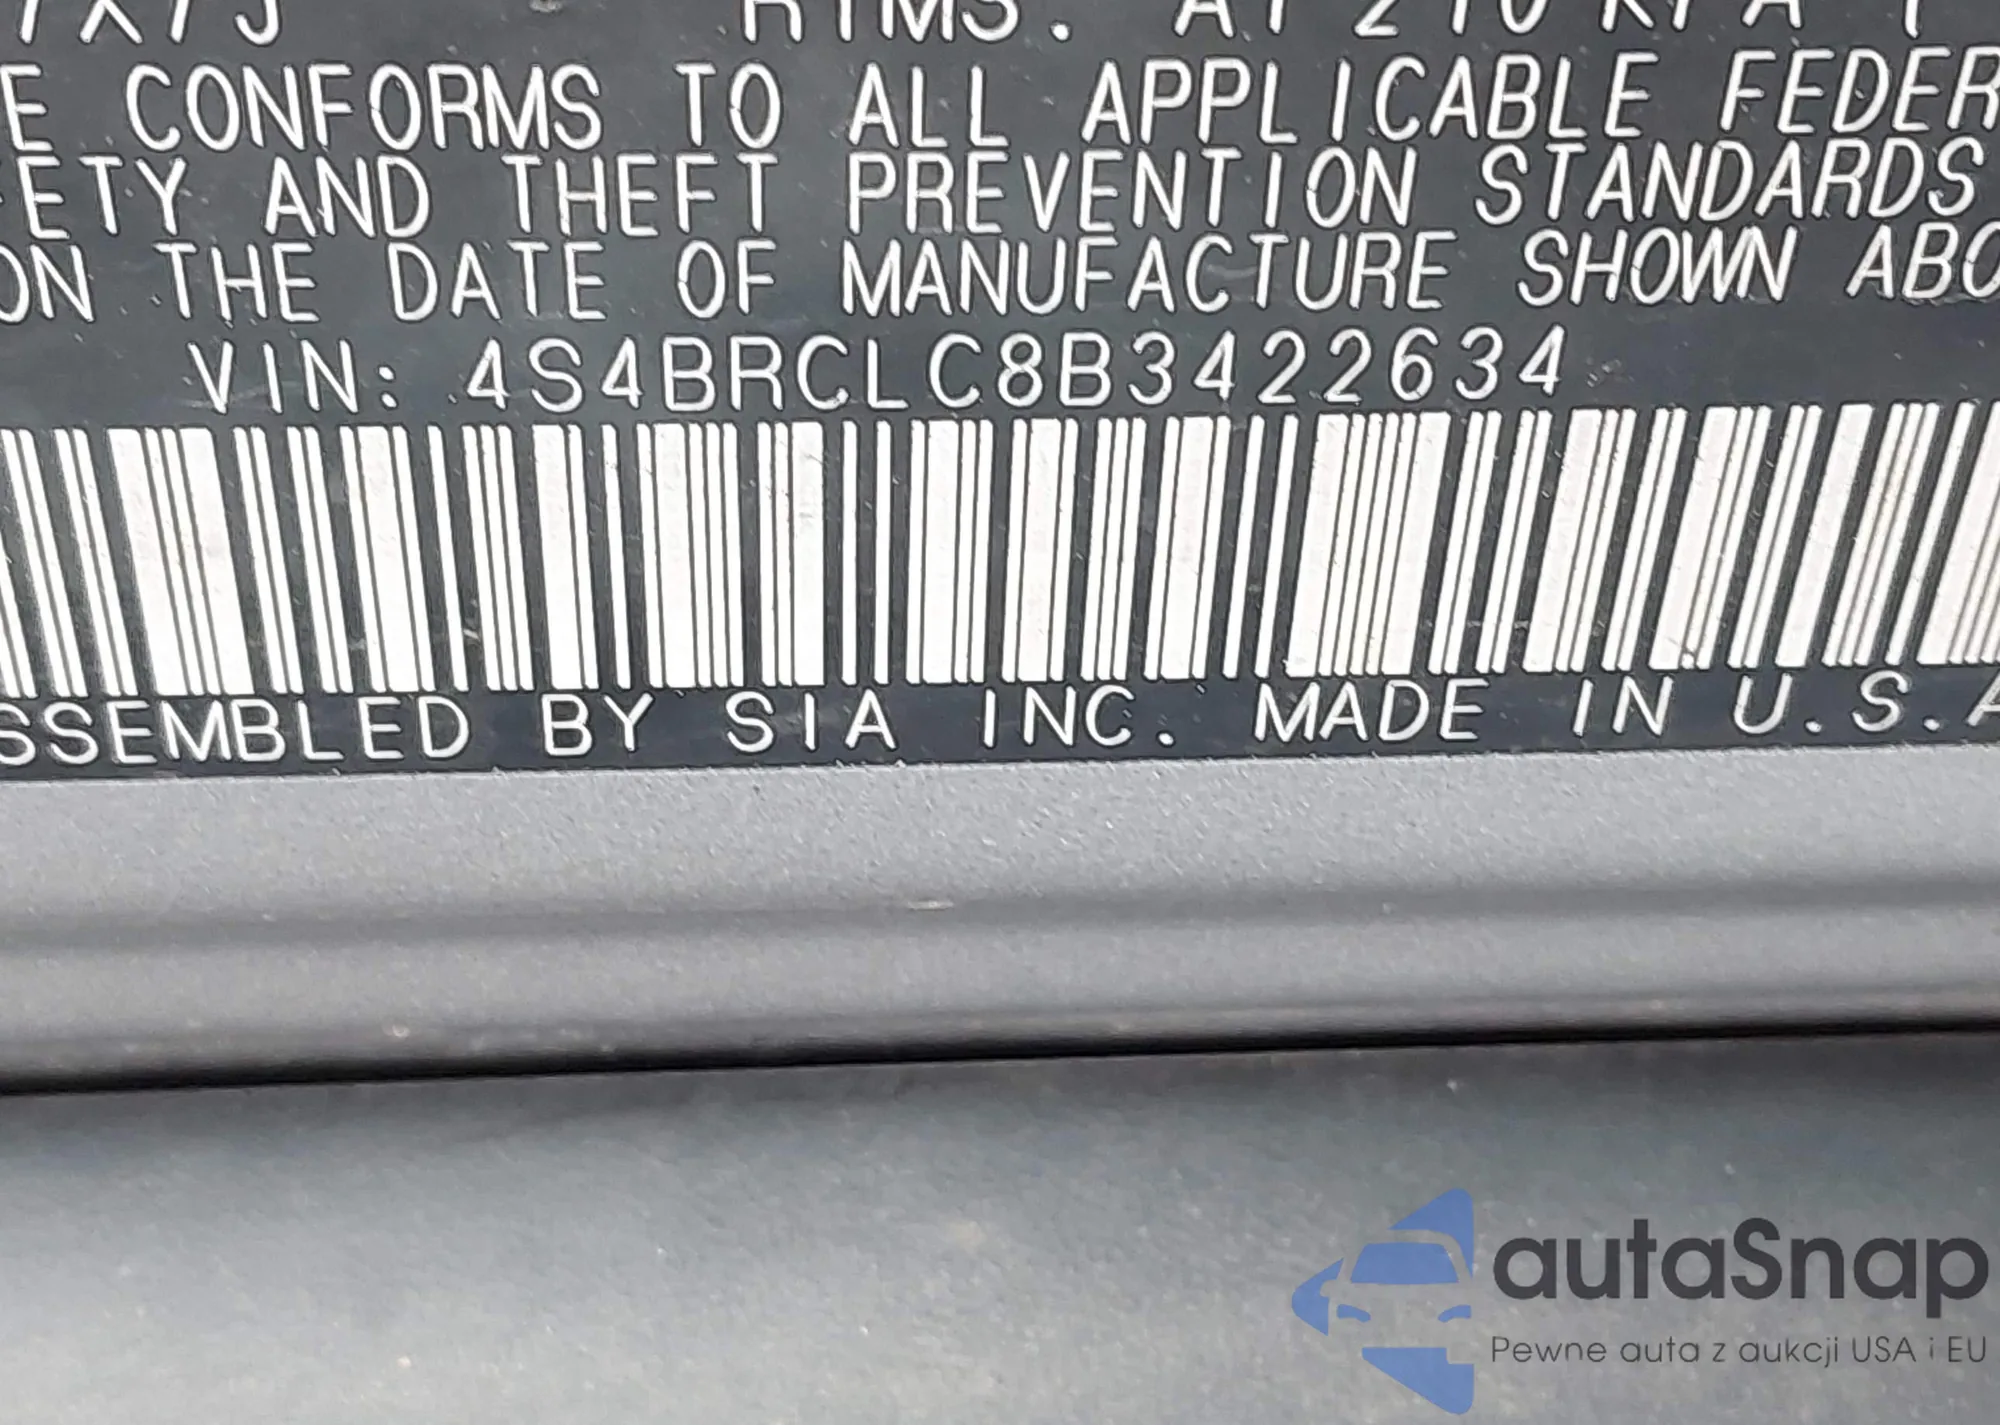 E CONFORMS TO ALL APPLICABLE FEDER
ETY AND THEFT PREVENTION STANDARDS
ON THE DATE OF MANUFACTURE SHOWN ABO
VIN: 4S4BRCLC8B3422634
SSEMBLED BY SIA INC. MADE IN U.S.A
autaSnap
Pewne auta z aukcji USA i EU